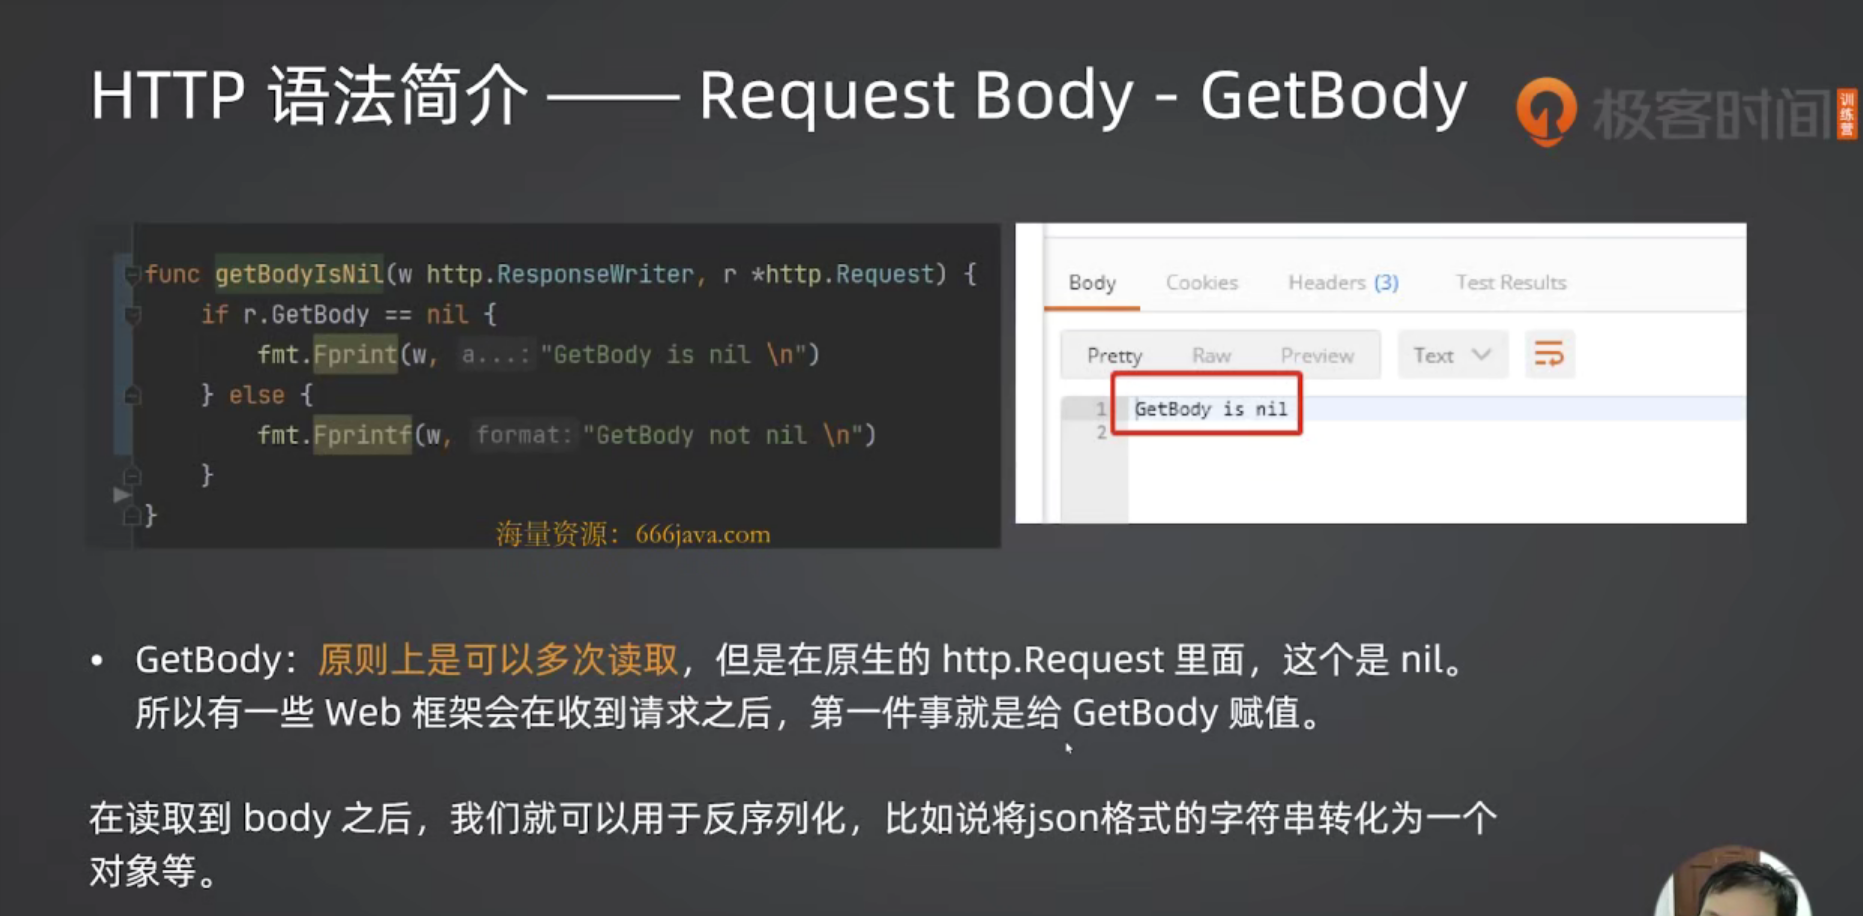 HTTP 语法简介 —— Request Body - GetBody
极客时间
训练营
func getBodyIsNil(w http.ResponseWriter, r *http.Request) {
if r.GetBody == nil {
fmt.Fprint(w, a...: "GetBody is nil \n")
} else {
fmt.Fprintf(w, format: "GetBody not nil \n")
}
}
海量资源：666java.com
Body Cookies Headers (3) Test Results
Pretty Raw Preview Text
1 GetBody is nil
2
• GetBody：原则上是可以多次读取，但是在原生的 http.Request 里面，这个是 nil。
所以有一些 Web 框架会在收到请求之后，第一件事就是给 GetBody 赋值。
在读取到 body 之后，我们就可以用于反序列化，比如说将json格式的字符串转化为一个
对象等。